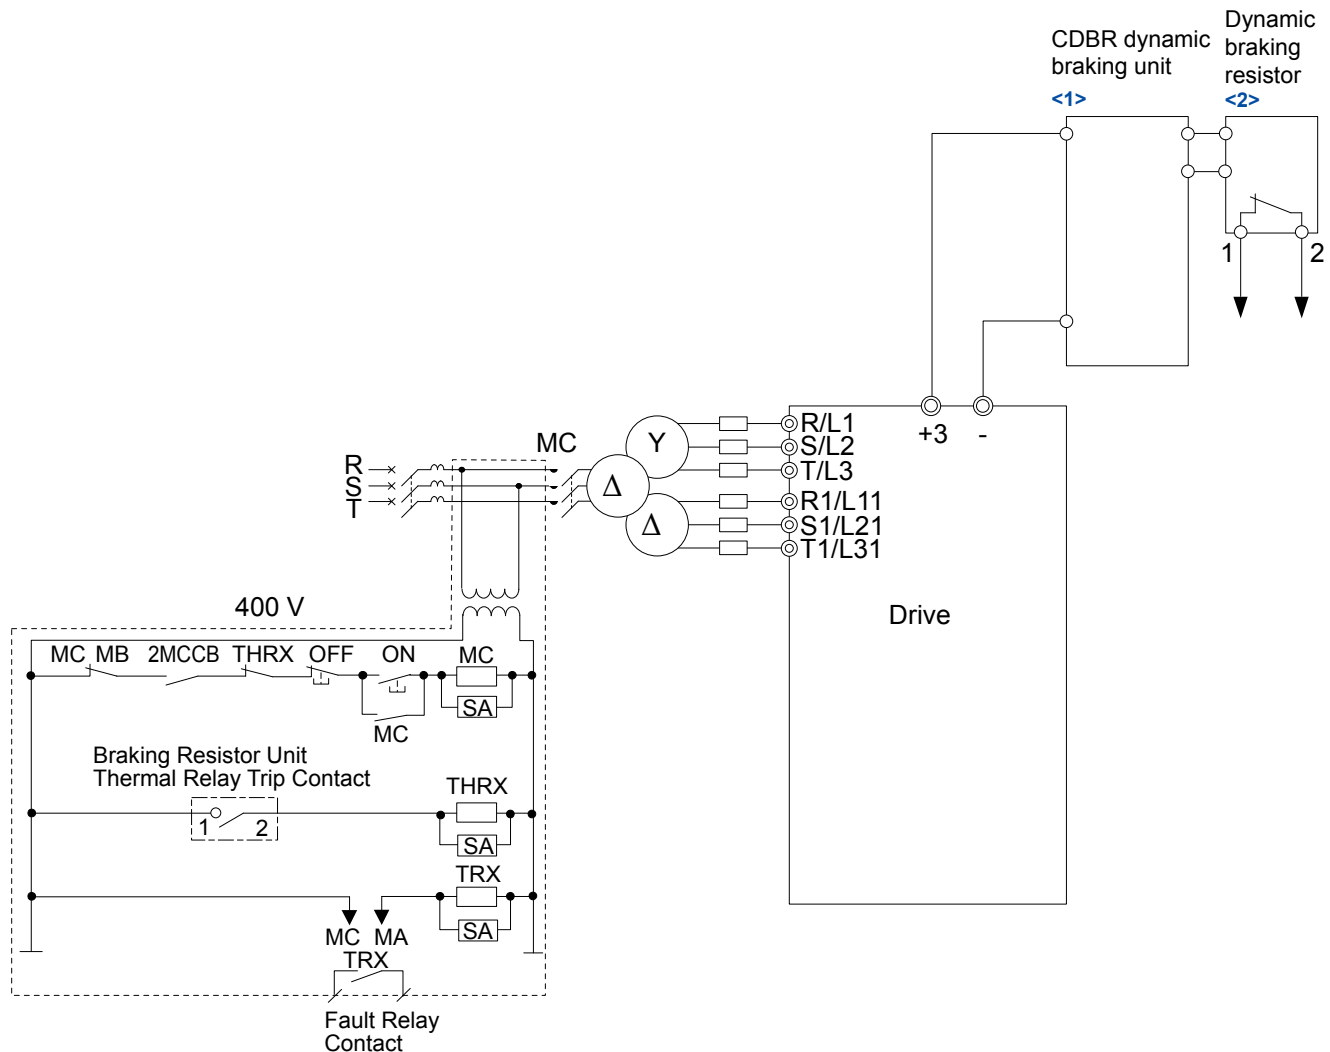 CDBR dynamic
braking unit
<1>
Dynamic
braking
resistor
<2>
1
2
+3
-
MC
R
S
T
Y
Δ
Δ
R/L1
S/L2
T/L3
R1/L11
S1/L21
T1/L31
Drive
400 V
MC MB 2MCCB THRX OFF ON MC
SA
MC
Braking Resistor Unit
Thermal Relay Trip Contact
1 2
THRX
SA
TRX
SA
MC MA
TRX
Fault Relay
Contact